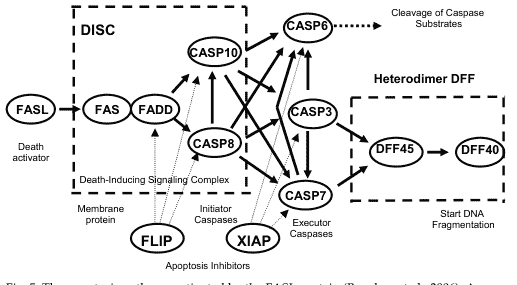 DISC
CASP6
Cleavage of Caspase
Substrates
CASP10
Heterodimer DFF
FASL
FAS
FADD
CASP3
Death
activator
CASP8
DFF45
DFF40
Death-Inducing Signaling Complex
CASP7
Membrane
protein
Initiator
Caspases
Executor
Caspases
Start DNA
Fragmentation
FLIP
XIAP
Apoptosis Inhibitors